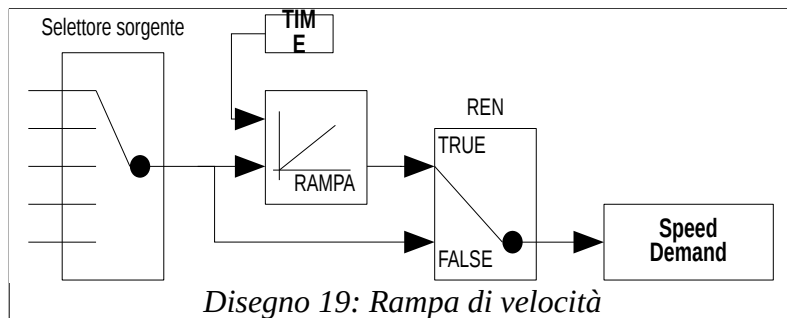 Selettore sorgente
TIM
E
REN
TRUE
RAMPA
FALSE
Speed
Demand
Disegno 19: Rampa di velocità